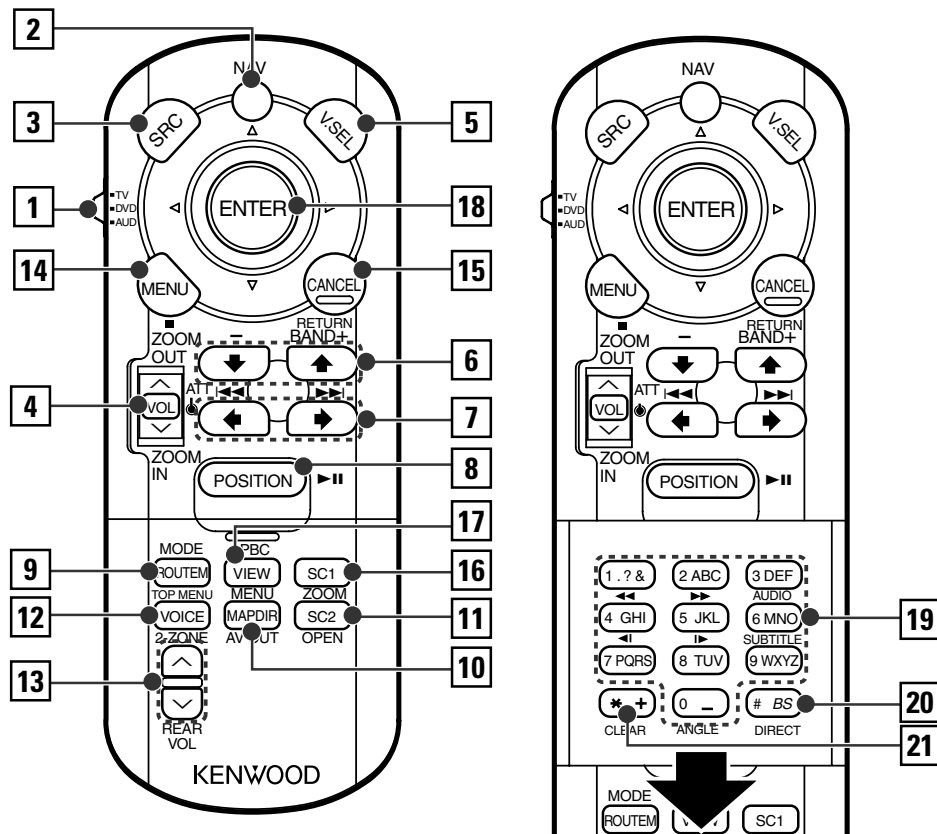 2
NAV
3
SRC
V.SEL
5
1
TV
DVD
AUD
ENTER
18
14
MENU
CANCEL
15
ZOOM
OUT
−
RETURN
BAND+
6
4
VOL
ATT
7
ZOOM
IN
POSITION
8
17
MODE
PBC
9
ROUTEM
VIEW
SC1
16
TOP MENU
MENU
ZOOM
12
VOICE
MAPDIR
SC2
11
2-ZONE
AV OUT
OPEN
10
13
REAR
VOL
KENWOOD
NAV
SRC
V.SEL
TV
DVD
AUD
ENTER
MENU
CANCEL
ZOOM
OUT
−
RETURN
BAND+
VOL
ATT
ZOOM
IN
POSITION
1 . ? &
2 ABC
3 DEF
AUDIO
4 GHI
5 JKL
6 MNO
19
SUBTITLE
7 PQRS
8 TUV
9 WXYZ
* +
0 _
# BS
20
CLEAR
ANGLE
DIRECT
21
MODE
ROUTEM
SC1